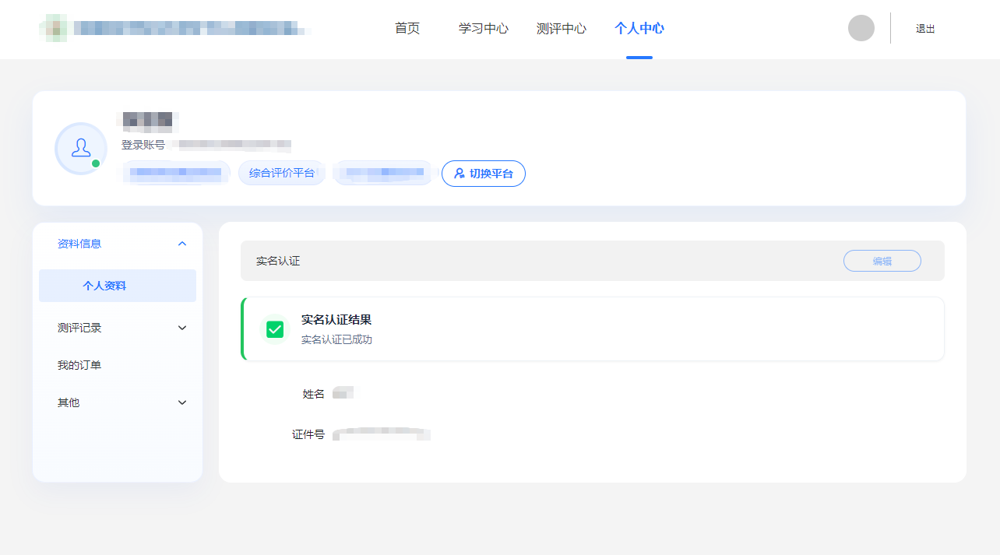 首页 学习中心 测评中心 个人中心 退出
登录账号
综合评价平台 切换平台
资料信息
个人资料
测评记录
我的订单
其他
实名认证 编辑
实名认证结果
实名认证已成功
姓名
证件号